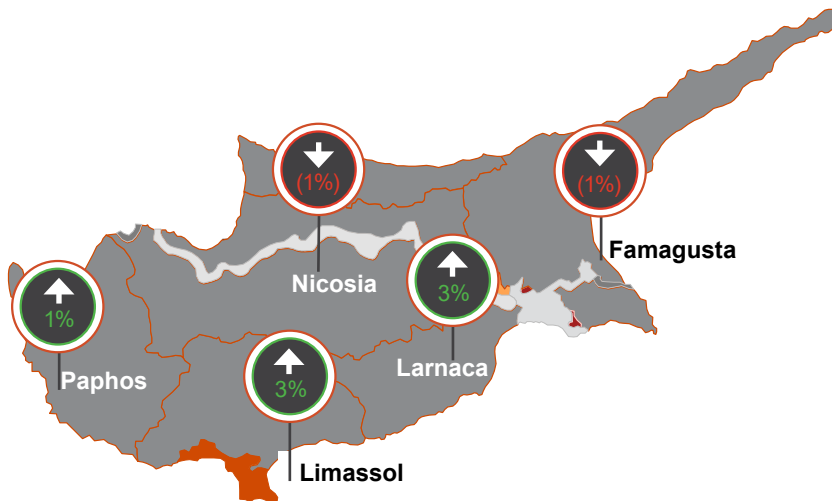 (1%)
(1%)
Famagusta
Nicosia
3%
1%
Larnaca
Paphos
3%
Limassol